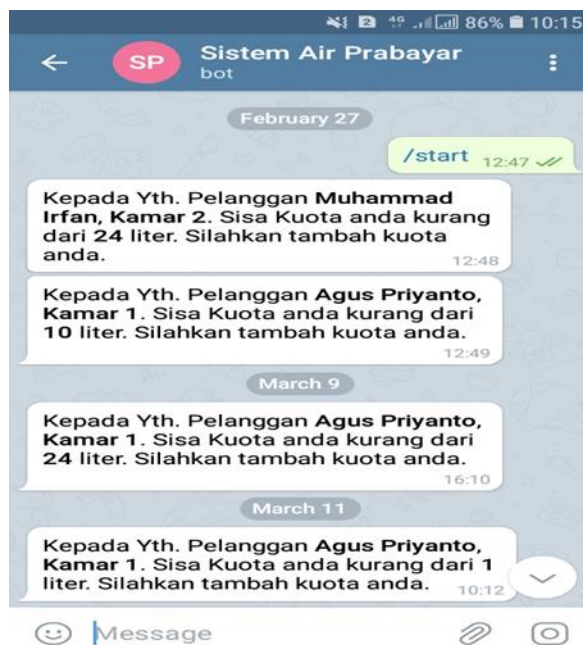 2 4G 86% 10:15
SP Sistem Air Prabayar
bot
February 27
/start 12:47
Kepada Yth. Pelanggan Muhammad
Irfan, Kamar 2. Sisa Kuota anda kurang
dari 24 liter. Silahkan tambah kuota
anda. 12:48
Kepada Yth. Pelanggan Agus Priyanto,
Kamar 1. Sisa Kuota anda kurang dari
10 liter. Silahkan tambah kuota anda.
12:49
March 9
Kepada Yth. Pelanggan Agus Priyanto,
Kamar 1. Sisa Kuota anda kurang dari
24 liter. Silahkan tambah kuota anda.
16:10
March 11
Kepada Yth. Pelanggan Agus Priyanto,
Kamar 1. Sisa Kuota anda kurang dari 1
liter. Silahkan tambah kuota anda. 10:12
Message